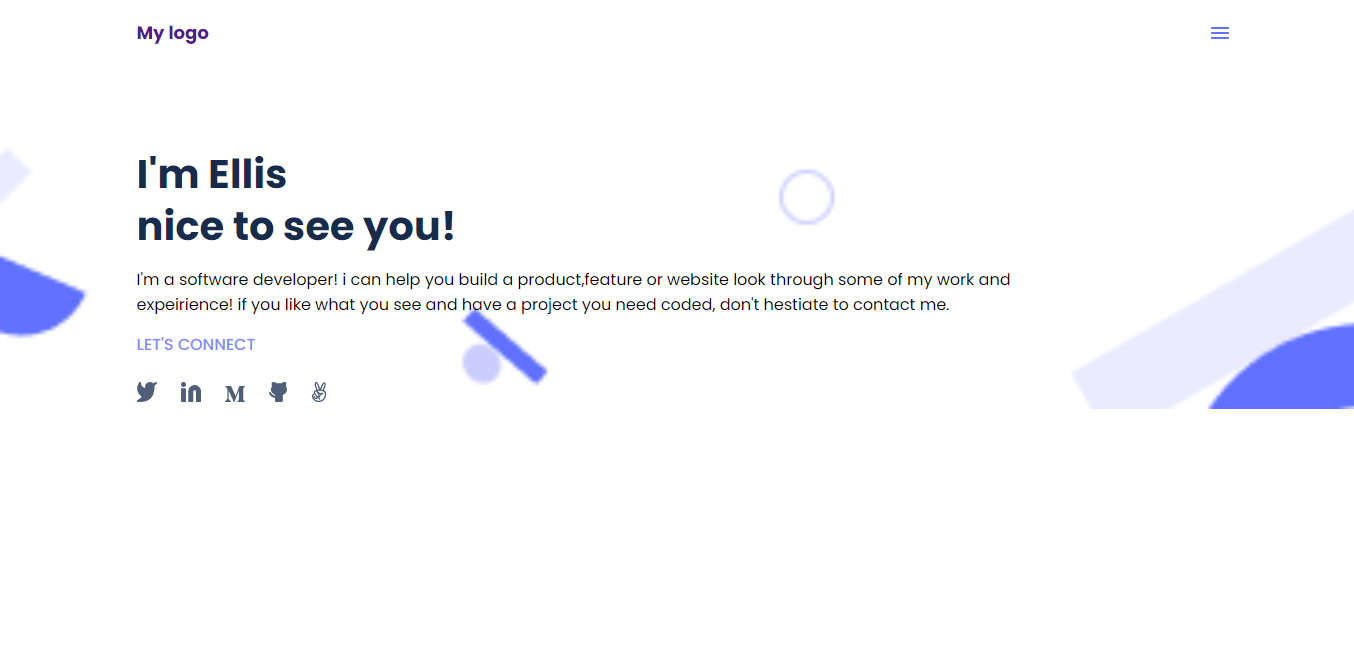 My logo
I'm Ellis
nice to see you!
I'm a software developer! i can help you build a product,feature or website look through some of my work and
expeirience! if you like what you see and have a project you need coded, don't hestiate to contact me.
LET'S CONNECT